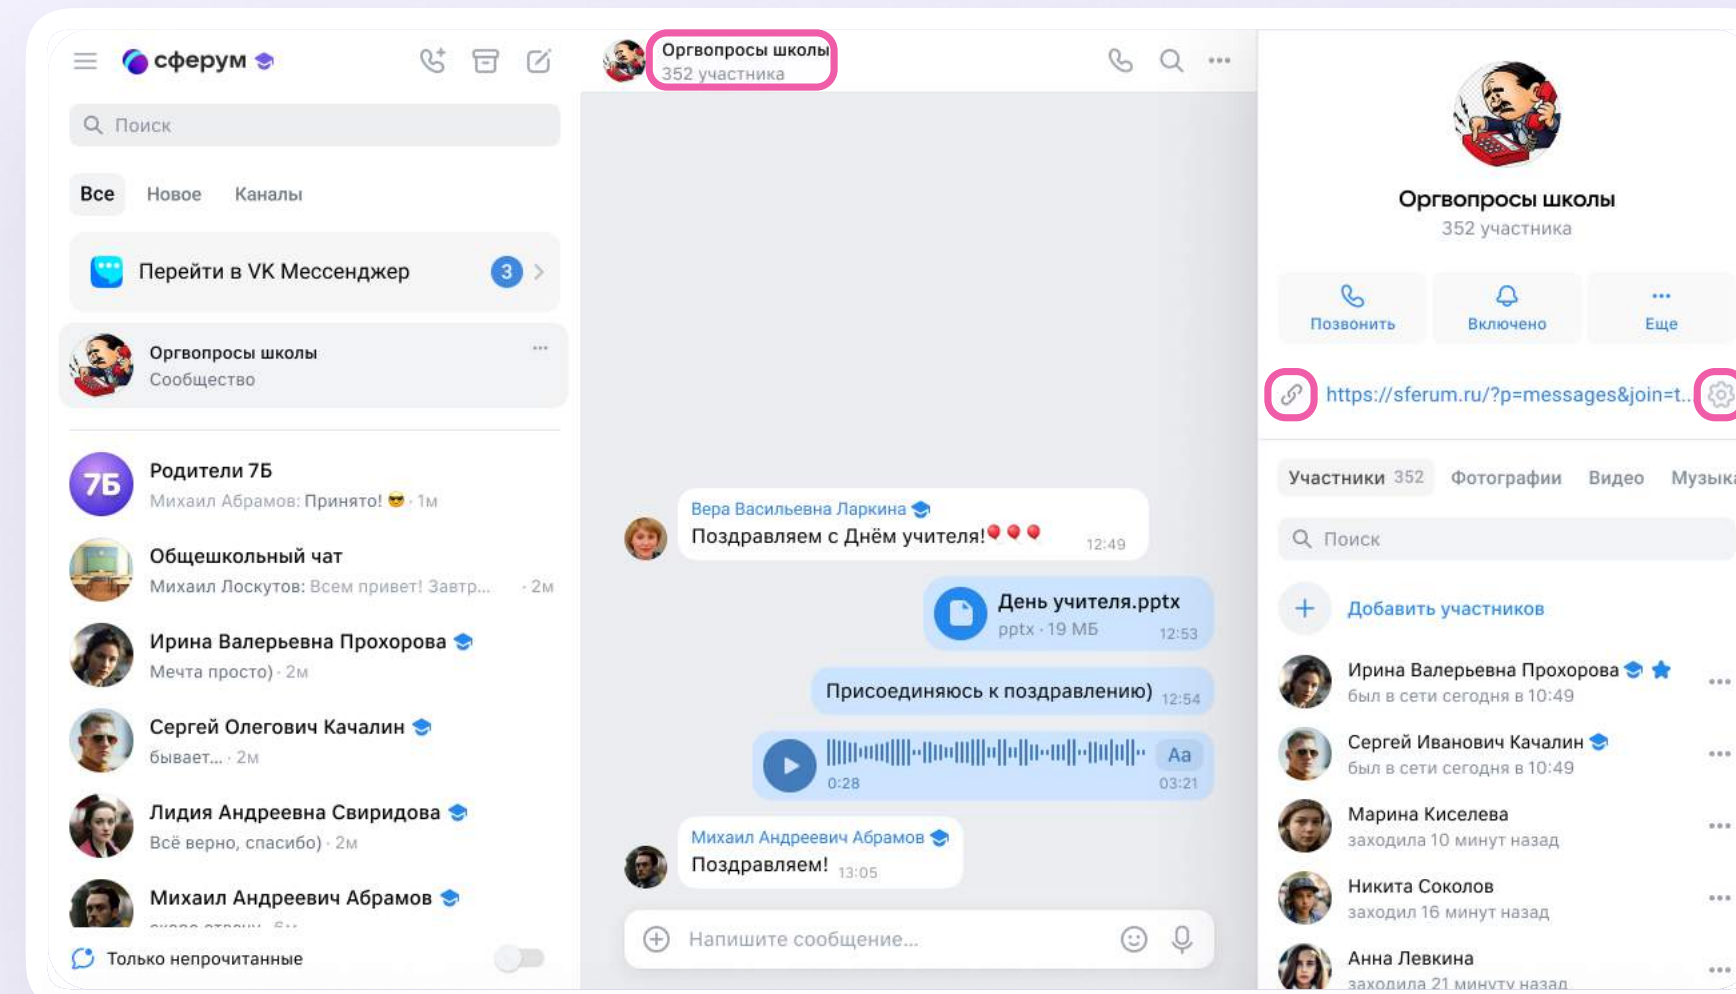 сферум
Поиск
Все Новое Каналы
Перейти в VK Мессенджер 3
Оргвопросы школы
Сообщество
7Б
Родители 7Б
Михаил Абрамов: Принято! 😎 · 1м
Общешкольный чат
Михаил Лоскутов: Всем привет! Завтр... · 2м
Ирина Валерьевна Прохорова
Мечта просто) · 2м
Сергей Олегович Качалин
бывает... · 2м
Лидия Андреевна Свиридова
Всё верно, спасибо) · 2м
Михаил Андреевич Абрамов
Только непрочитанные
Оргвопросы школы
352 участника
Вера Васильевна Ларкина
Поздравляем с Днём учителя!🎈🎈🎈 12:49
День учителя.pptx
pptx · 19 МБ 12:53
Присоединяюсь к поздравлению) 12:54
Aa
0:28 03:21
Михаил Андреевич Абрамов
Поздравляем! 13:05
Напишите сообщение...
Оргвопросы школы
352 участника
Позвонить Включено Еще
https://sferum.ru/?p=messages&join=t...
Участники 352 Фотографии Видео Музыка
Поиск
Добавить участников
Ирина Валерьевна Прохорова
был в сети сегодня в 10:49
Сергей Иванович Качалин
был в сети сегодня в 10:49
Марина Киселева
заходила 10 минут назад
Никита Соколов
заходил 16 минут назад
Анна Левкина
заходила 21 минуту назад